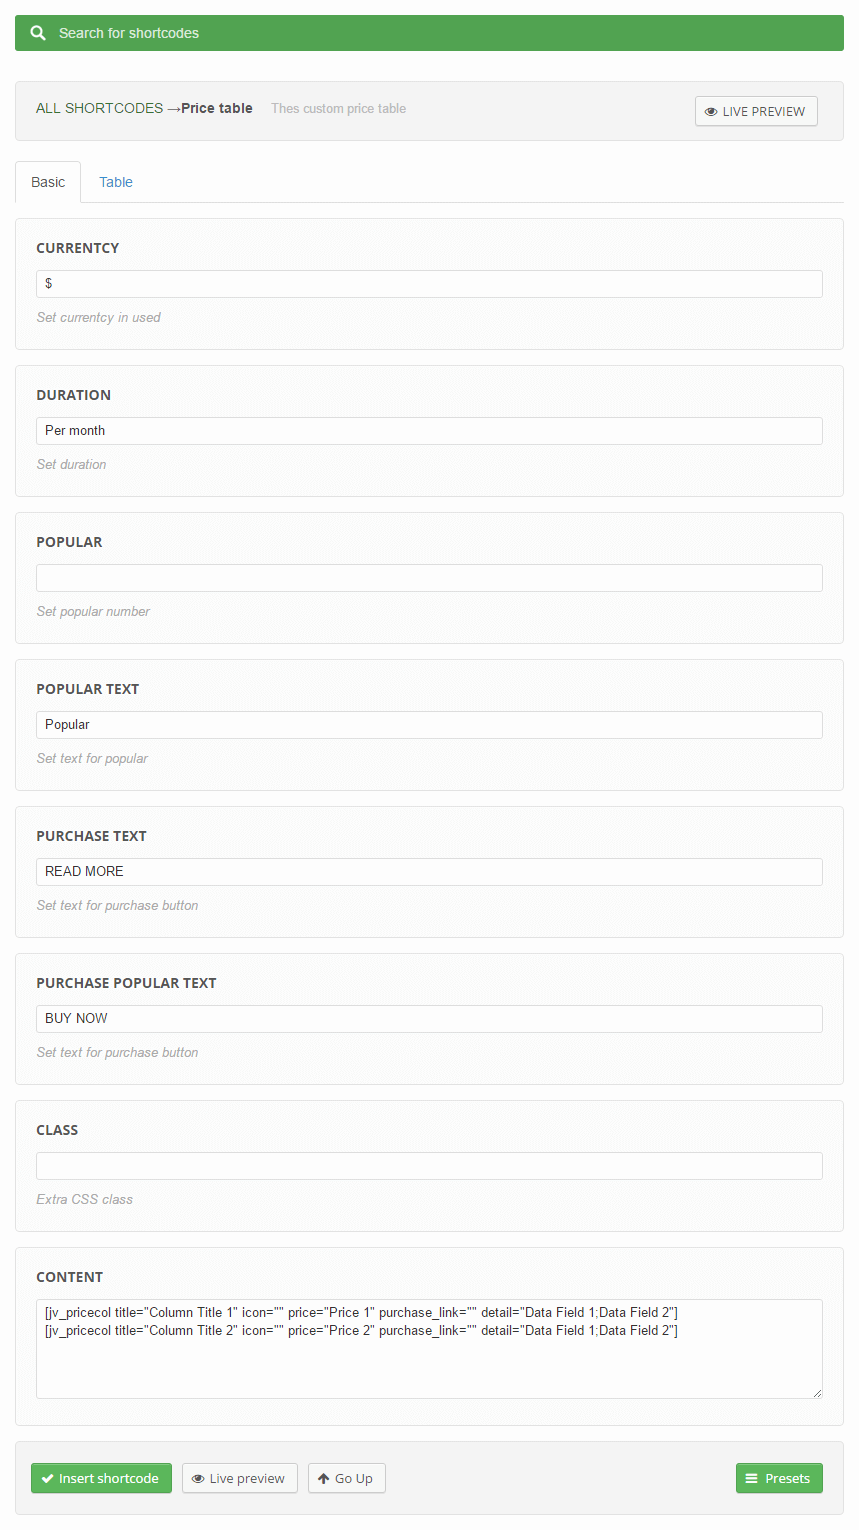 Search for shortcodes
ALL SHORTCODES →Price table Thes custom price table LIVE PREVIEW
Basic Table
CURRENTCY
$
Set currentcy in used
DURATION
Per month
Set duration
POPULAR
Set popular number
POPULAR TEXT
Popular
Set text for popular
PURCHASE TEXT
READ MORE
Set text for purchase button
PURCHASE POPULAR TEXT
BUY NOW
Set text for purchase button
CLASS
Extra CSS class
CONTENT
[jv_pricecol title="Column Title 1" icon="" price="Price 1" purchase_link="" detail="Data Field 1;Data Field 2"]
[jv_pricecol title="Column Title 2" icon="" price="Price 2" purchase_link="" detail="Data Field 1;Data Field 2"]
Insert shortcode Live preview Go Up Presets